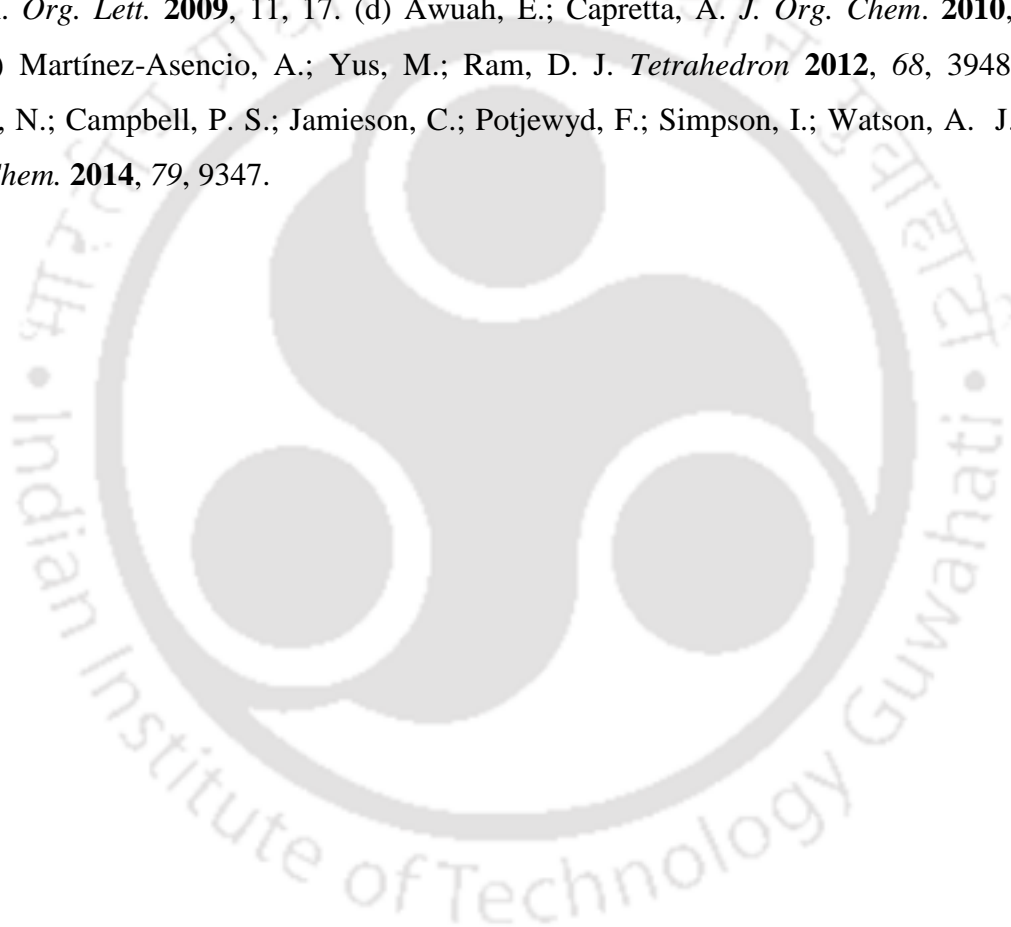 . Org. Lett. 2009, 11, 17. (d) Awuah, E.; Capretta, A. J. Org. Chem. 2010,
) Martínez-Asencio, A.; Yus, M.; Ram, D. J. Tetrahedron 2012, 68, 3948
, N.; Campbell, P. S.; Jamieson, C.; Potjewyd, F.; Simpson, I.; Watson, A. J.
hem. 2014, 79, 9347.
Indian Institute of Technology Guwahati